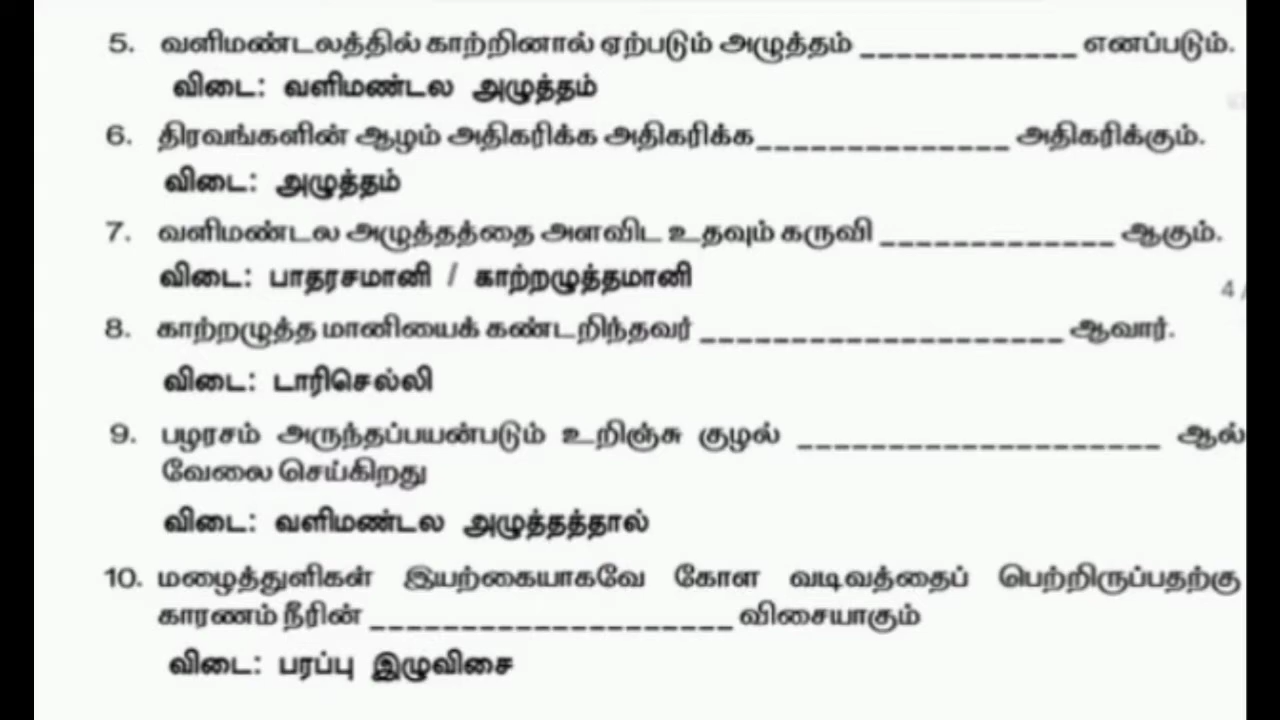 5. வளிமண்டலத்தில் காற்றினால் ஏற்படும் அழுத்தம் ____________ எனப்படும்.
விடை: வளிமண்டல அழுத்தம்
6. திரவங்களின் ஆழம் அதிகரிக்க அதிகரிக்க______________ அதிகரிக்கும்.
விடை: அழுத்தம்
7. வளிமண்டல அழுத்தத்தை அளவிட உதவும் கருவி _____________ ஆகும்.
விடை: பாதரசமானி / காற்றழுத்தமானி
4/
8. காற்றழுத்த மானியைக் கண்டறிந்தவர் ____________________ ஆவார்.
விடை: டாரிசெல்லி
9. பழரசம் அருந்தப்பயன்படும் உறிஞ்சு குழல் ____________________ ஆல்
வேலை செய்கிறது
விடை: வளிமண்டல அழுத்தத்தால்
10. மழைத்துளிகள் இயற்கையாகவே கோள வடிவத்தைப் பெற்றிருப்பதற்கு
காரணம் நீரின் ____________________ விசையாகும்
விடை: பரப்பு இழுவிசை